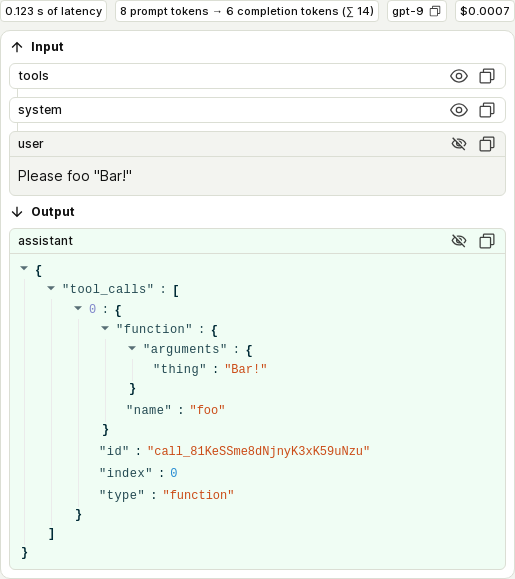 0.123 s of latency 8 prompt tokens → 6 completion tokens (∑ 14) gpt-9 $0.0007
Input
tools
system
user
Please foo "Bar!"
Output
assistant
{
"tool_calls" : [
0 : {
"function" : {
"arguments" : {
"thing" : "Bar!"
}
"name" : "foo"
}
"id" : "call_81KeSSme8dNjnyK3xK59uNzu"
"index" : 0
"type" : "function"
}
]
}